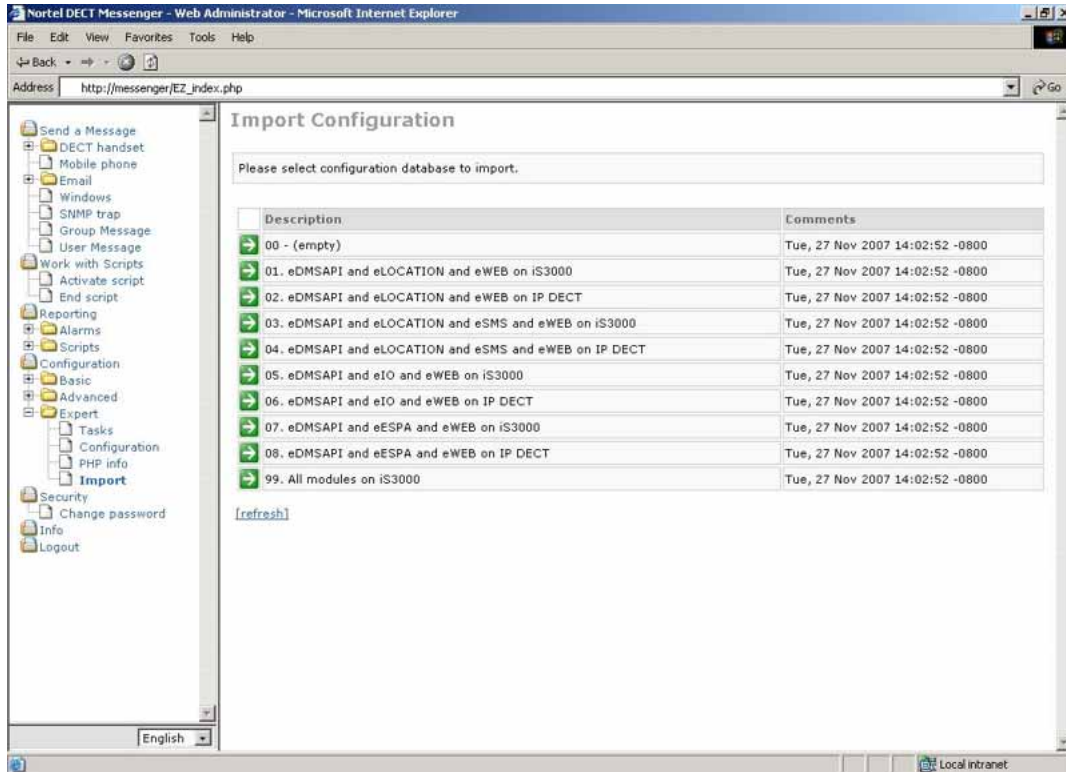 Nortel DECT Messenger - Web Administrator - Microsoft Internet Explorer
File Edit View Favorites Tools Help
Back
Address http://messenger/EZ_index.php Go
Send a Message
DECT handset
Mobile phone
Email
Windows
SNMP trap
Group Message
User Message
Work with Scripts
Activate script
End script
Reporting
Alarms
Scripts
Configuration
Basic
Advanced
Expert
Tasks
Configuration
PHP info
Import
Security
Change password
Info
Logout
English
Import Configuration
Please select configuration database to import.
Description Comments
00 - (empty) Tue, 27 Nov 2007 14:02:52 -0800
01. eDMSAPI and eLOCATION and eWEB on iS3000 Tue, 27 Nov 2007 14:02:52 -0800
02. eDMSAPI and eLOCATION and eWEB on IP DECT Tue, 27 Nov 2007 14:02:52 -0800
03. eDMSAPI and eLOCATION and eSMS and eWEB on iS3000 Tue, 27 Nov 2007 14:02:52 -0800
04. eDMSAPI and eLOCATION and eSMS and eWEB on IP DECT Tue, 27 Nov 2007 14:02:52 -0800
05. eDMSAPI and eIO and eWEB on iS3000 Tue, 27 Nov 2007 14:02:52 -0800
06. eDMSAPI and eIO and eWEB on IP DECT Tue, 27 Nov 2007 14:02:52 -0800
07. eDMSAPI and eESPA and eWEB on iS3000 Tue, 27 Nov 2007 14:02:52 -0800
08. eDMSAPI and eESPA and eWEB on IP DECT Tue, 27 Nov 2007 14:02:52 -0800
99. All modules on iS3000 Tue, 27 Nov 2007 14:02:52 -0800
[refresh]
Local intranet